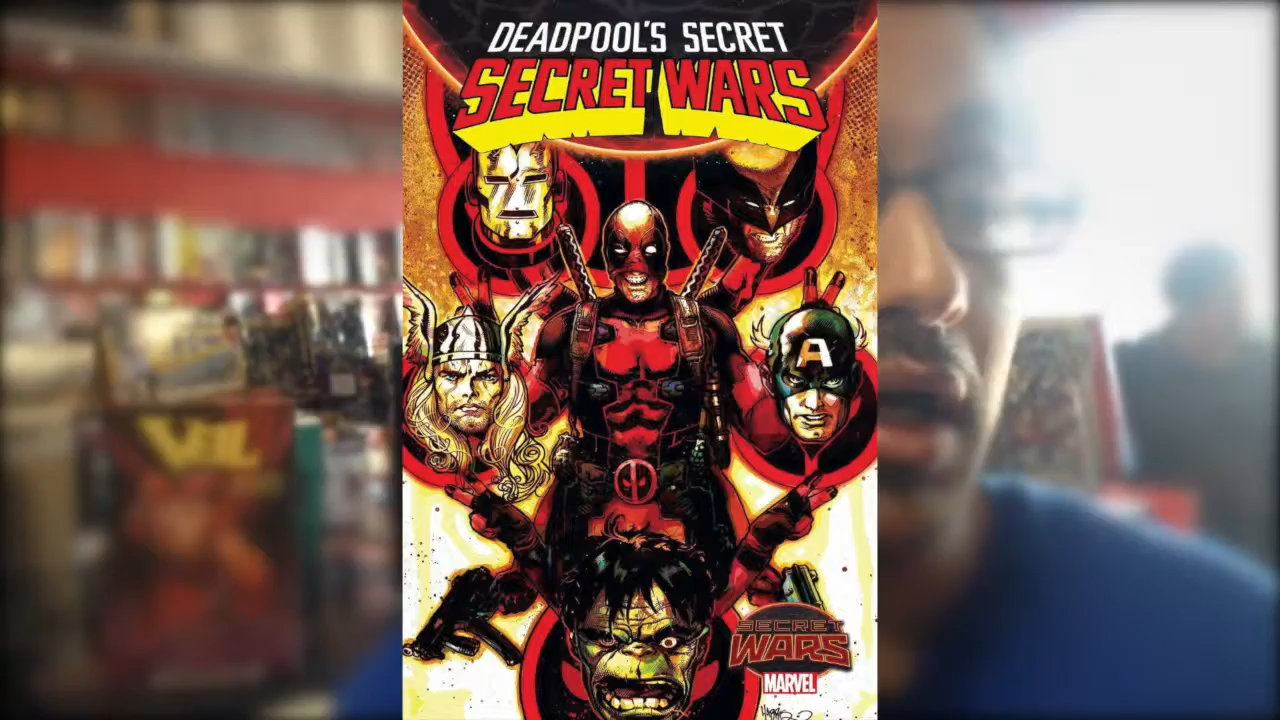 DEADPOOL'S SECRET
SECRET WARS
A
SECRET
WARS
MARVEL